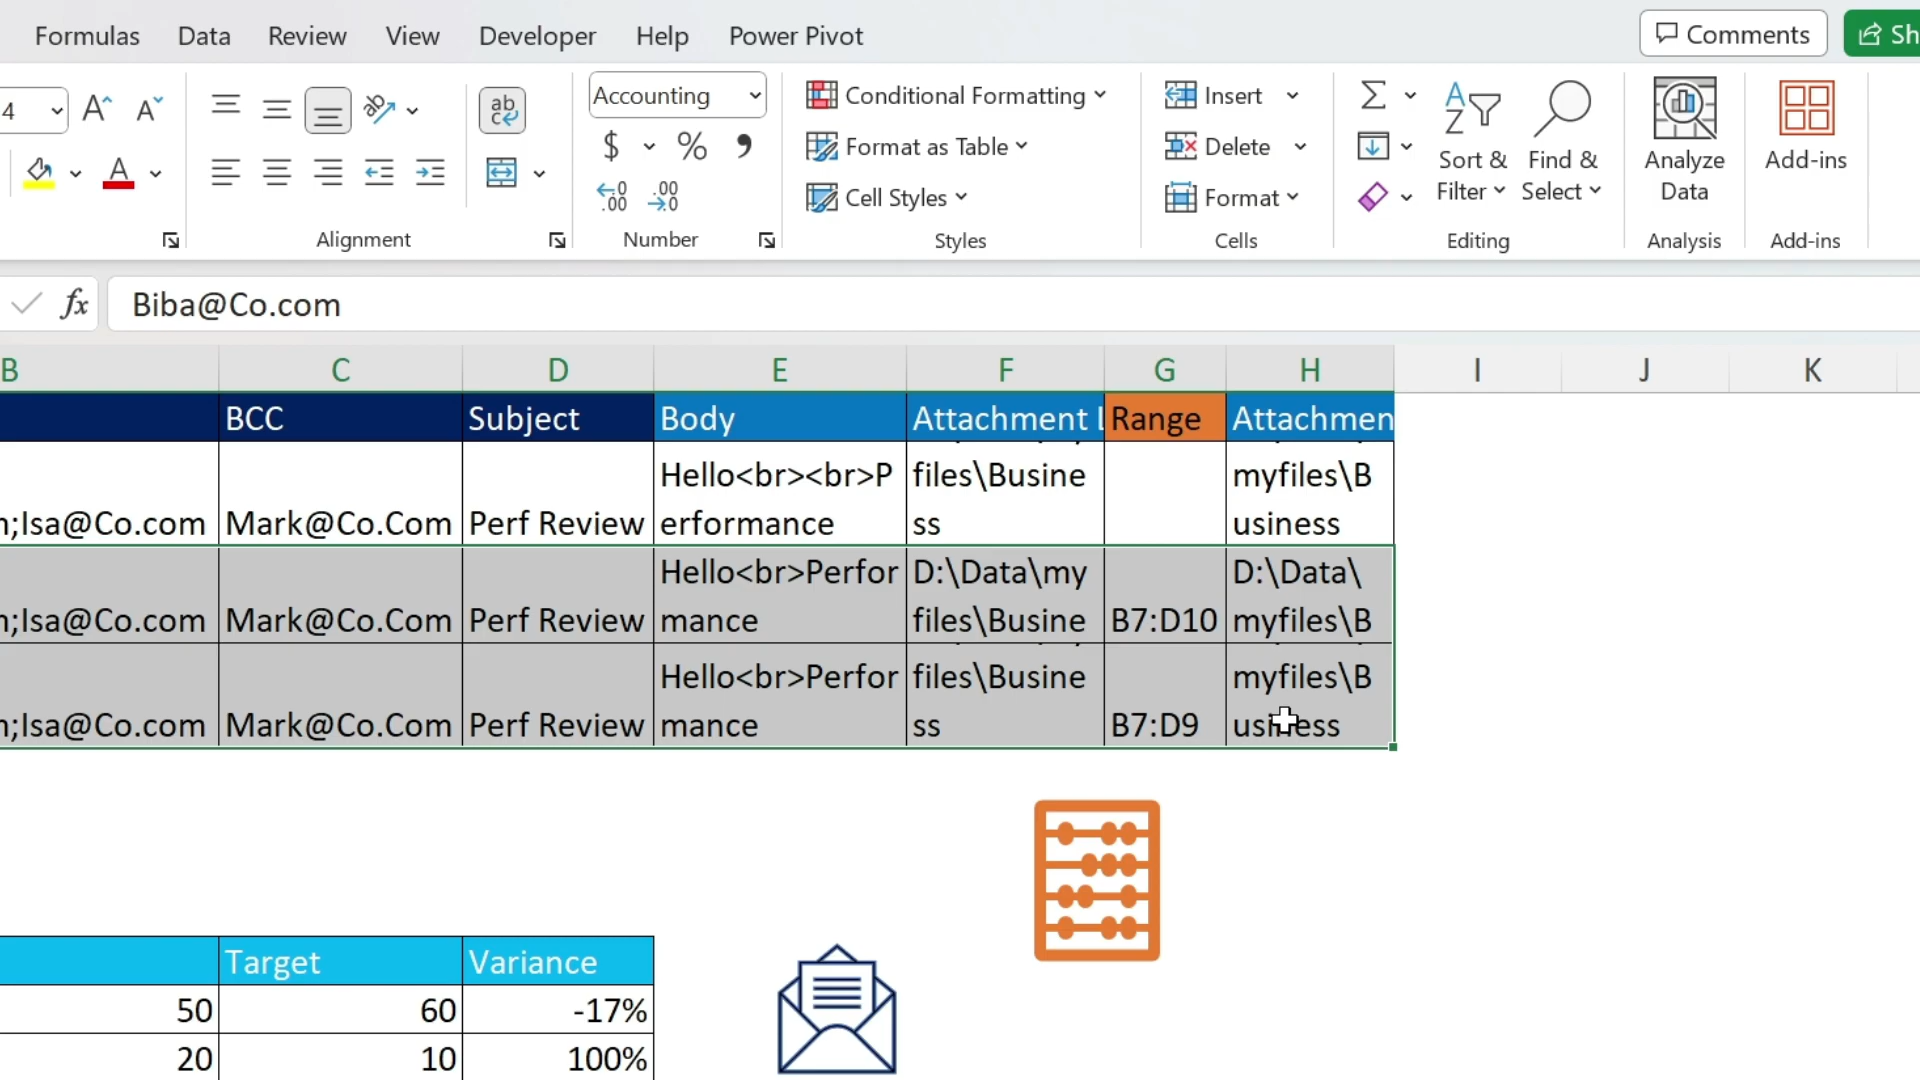 Formulas Data Review View Developer Help Power Pivot Comments Sh
4 Accounting Conditional Formatting Insert
Format as Table Delete Sort & Filter Find & Select Analyze Data Add-ins
Cell Styles Format
Alignment Number Styles Cells Editing Analysis Add-ins
fx Biba@Co.com
B C D E F G H I J K
BCC Subject Body Attachment L Range Attachmen
Hello<br><br>P files\Busine myfiles\B
;Isa@Co.com Mark@Co.Com Perf Review erformance ss usiness
Hello<br>Perfor D:\Data\my D:\Data\
;Isa@Co.com Mark@Co.Com Perf Review mance files\Busine B7:D10 myfiles\B
Hello<br>Perfor files\Busine myfiles\B
;Isa@Co.com Mark@Co.Com Perf Review mance ss B7:D9 usiness
Target Variance
50 60 -17%
20 10 100%